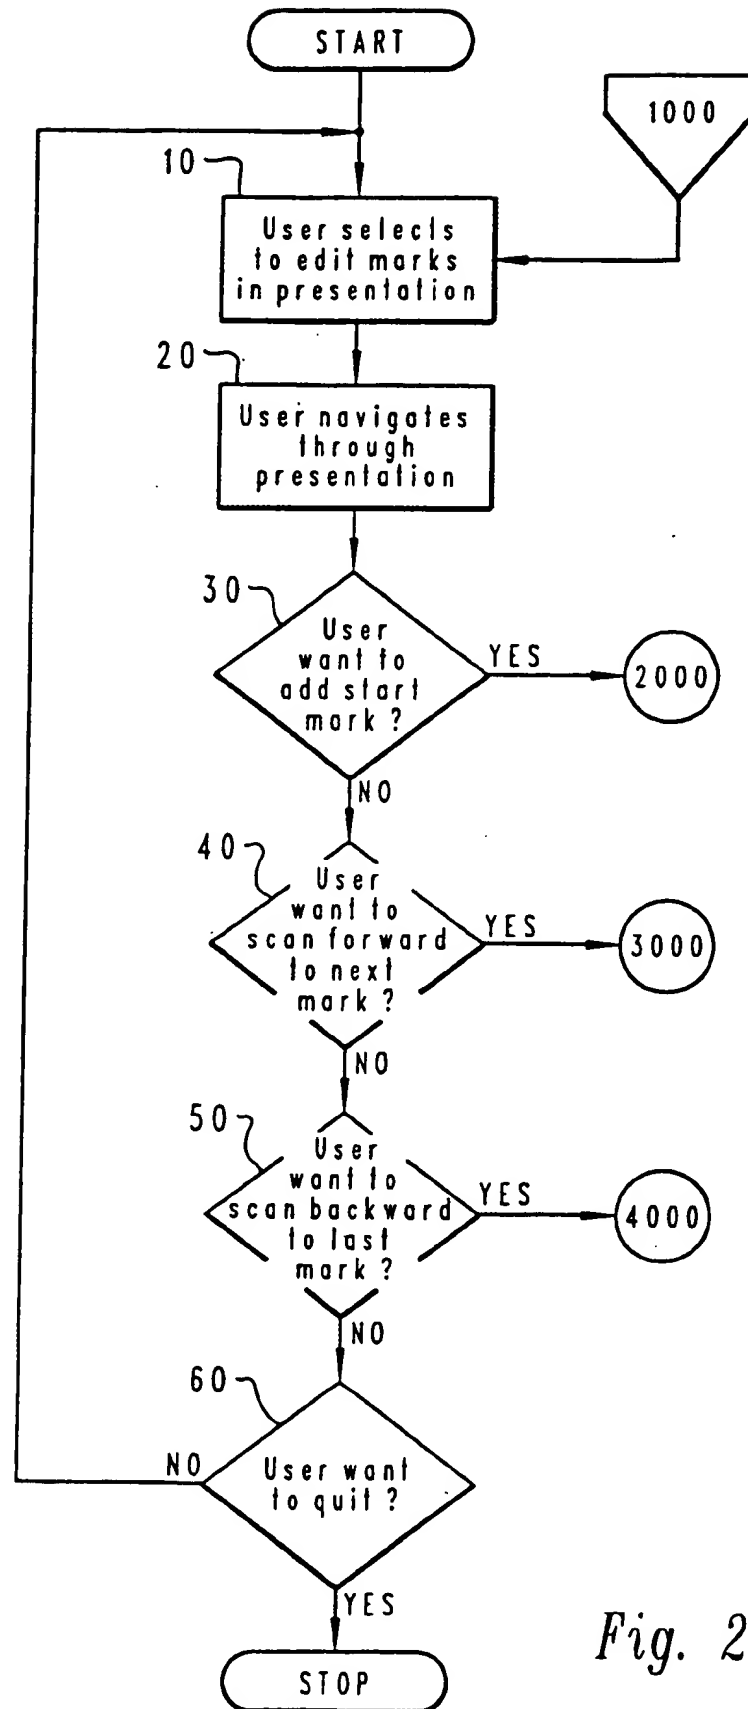 START
1000
10
User selects
to edit marks
in presentation
20
User navigates
through
presentation
30
User
want to
add start
mark ?
YES
2000
NO
40
User
want to
scan forward
to next
mark ?
YES
3000
NO
50
User
want to
scan backward
to last
mark ?
YES
4000
NO
60
NO
User want
to quit ?
YES
STOP
Fig. 2